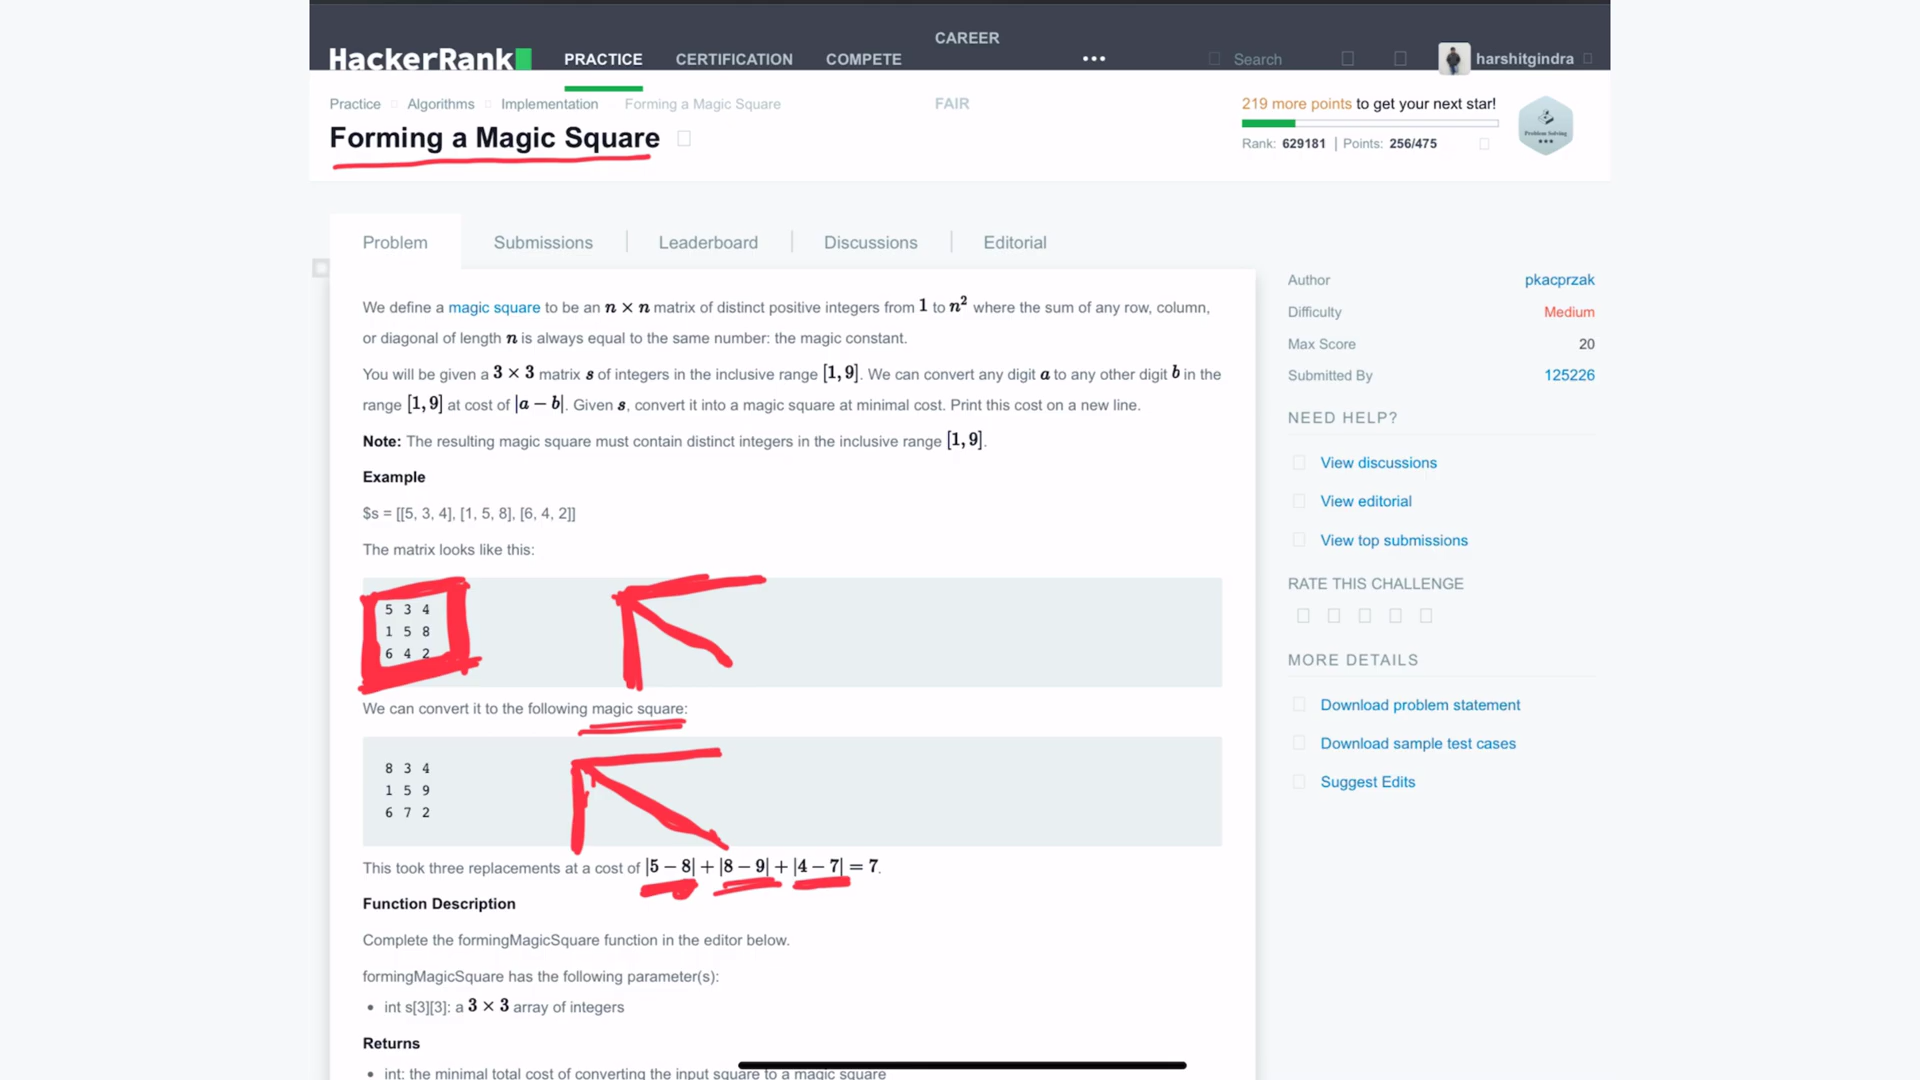 CAREER
HackerRank PRACTICE CERTIFICATION COMPETE ••• Search harshitgindra
Practice Algorithms Implementation Forming a Magic Square FAIR 219 more points to get your next star!
Forming a Magic Square
Problem Solving
Rank: 629181 | Points: 256/475
Problem Submissions Leaderboard Discussions Editorial
We define a magic square to be an n × n matrix of distinct positive integers from 1 to n² where the sum of any row, column,
or diagonal of length n is always equal to the same number: the magic constant.
You will be given a 3 × 3 matrix s of integers in the inclusive range [1, 9]. We can convert any digit a to any other digit b in the
range [1, 9] at cost of |a − b|. Given s, convert it into a magic square at minimal cost. Print this cost on a new line.
Note: The resulting magic square must contain distinct integers in the inclusive range [1, 9].
Example
$s = [[5, 3, 4], [1, 5, 8], [6, 4, 2]]
The matrix looks like this:
5 3 4
1 5 8
6 4 2
We can convert it to the following magic square:
8 3 4
1 5 9
6 7 2
This took three replacements at a cost of |5 − 8| + |8 − 9| + |4 − 7| = 7.
Function Description
Complete the formingMagicSquare function in the editor below.
formingMagicSquare has the following parameter(s):
• int s[3][3]: a 3 × 3 array of integers
Returns
• int: the minimal total cost of converting the input square to a magic square
Author pkacprzak
Difficulty Medium
Max Score 20
Submitted By 125226
NEED HELP?
View discussions
View editorial
View top submissions
RATE THIS CHALLENGE
MORE DETAILS
Download problem statement
Download sample test cases
Suggest Edits